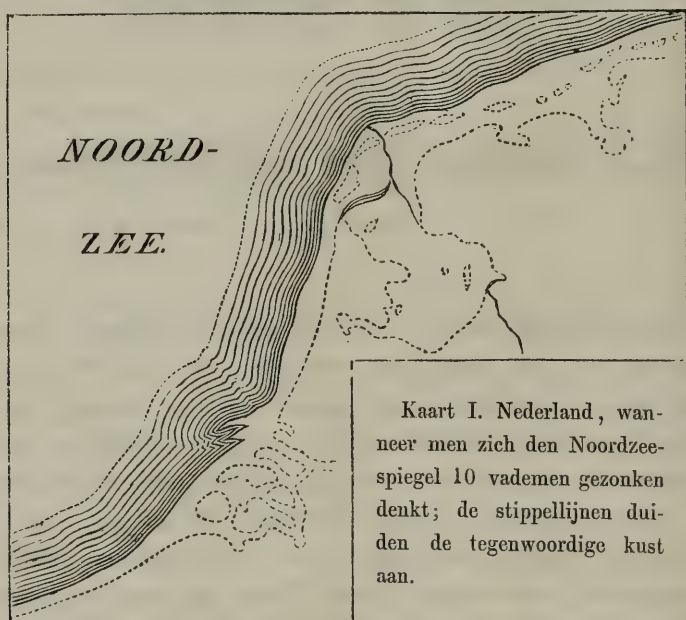 NOORD-
ZEE.
Kaart I. Nederland, wan-
neer men zich den Noordzee-
spiegel 10 vademen gezonken
denkt; de stippellijnen dui-
den de tegenwoordige kust
aan.